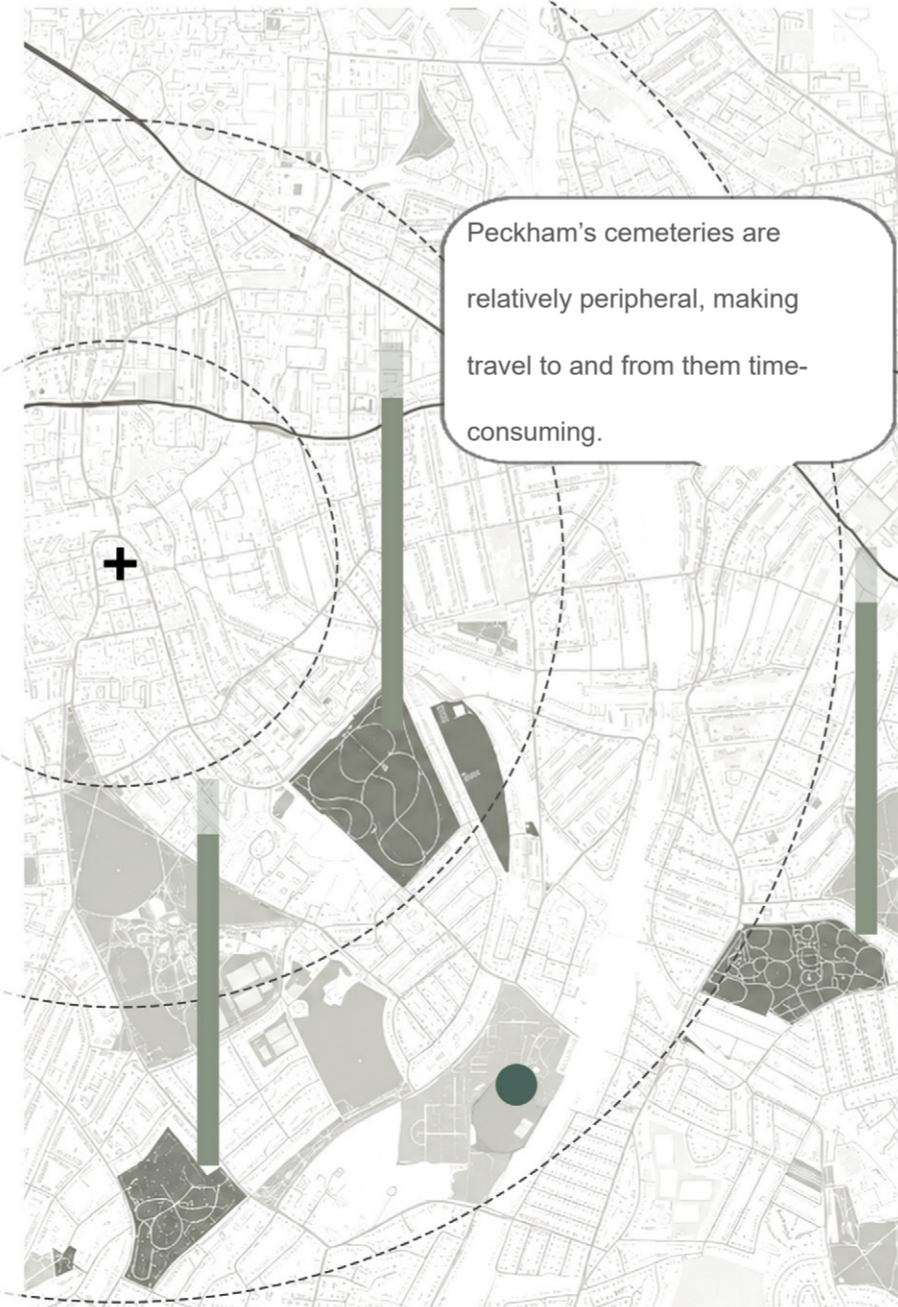 Peckham’s cemeteries are
relatively peripheral, making
travel to and from them time-
consuming.